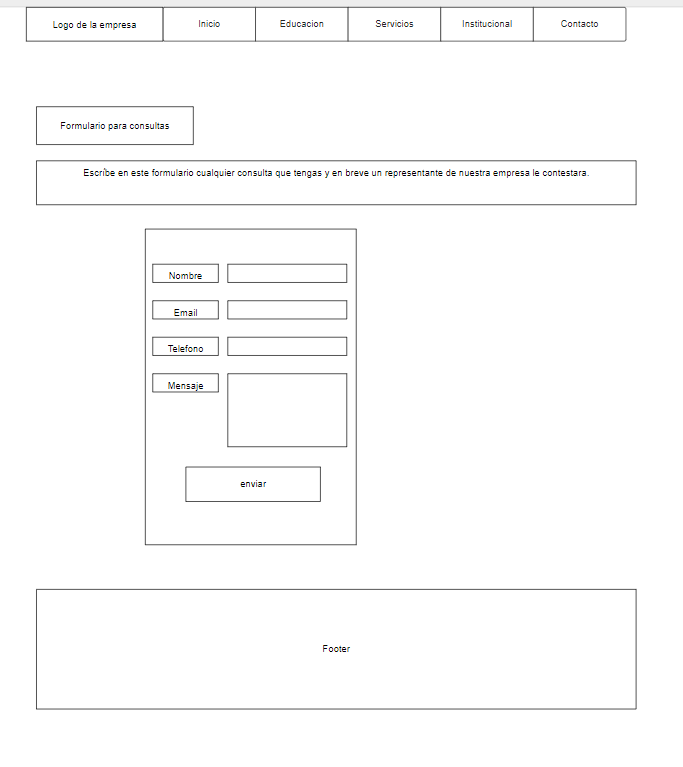 Logo de la empresa
Inicio
Educacion
Servicios
Institucional
Contacto
Formulario para consultas
Escribe en este formulario cualquier consulta que tengas y en breve un representante de nuestra empresa le contestara.
Nombre
Email
Telefono
Mensaje
enviar
Footer